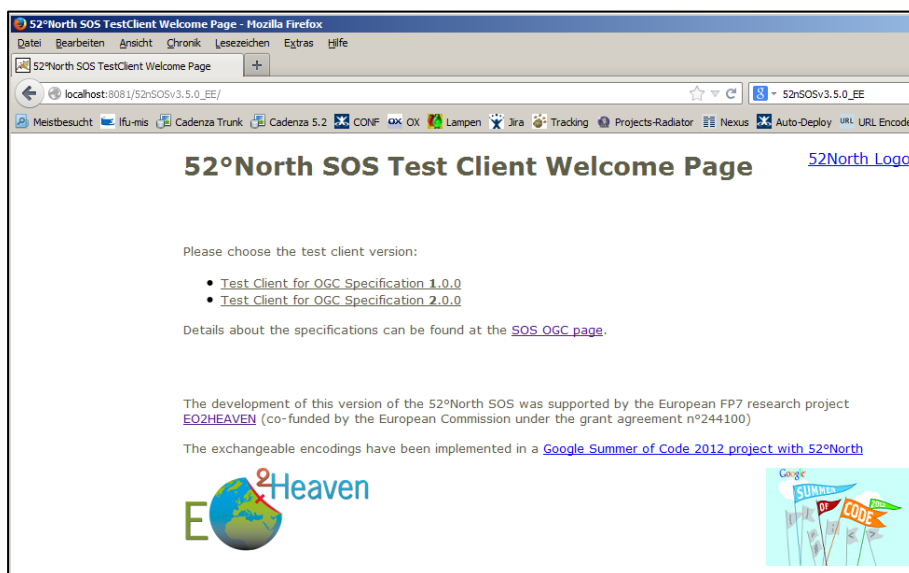 52°North SOS TestClient Welcome Page - Mozilla Firefox
Datei Bearbeiten Ansicht Chronik Lesezeichen Extras Hilfe
52°North SOS TestClient Welcome Page +
localhost:8081/52nSOSv3.5.0_EE/ 8 52nSOSv3.5.0_EE
Meistbesucht lfu-mis Cadenza Trunk Cadenza 5.2 CONF OX OX Lampen Jira Tracking Projects-Radiator Nexus Auto-Deploy URL URL Encode
52°North SOS Test Client Welcome Page 52North Logo
Please choose the test client version:
• Test Client for OGC Specification 1.0.0
• Test Client for OGC Specification 2.0.0
Details about the specifications can be found at the SOS OGC page.
The development of this version of the 52°North SOS was supported by the European FP7 research project
EO2HEAVEN (co-funded by the European Commission under the grant agreement n°244100)
The exchangeable encodings have been implemented in a Google Summer of Code 2012 project with 52°North
EO2Heaven
Google
SUMMER
OF
CODE
2012